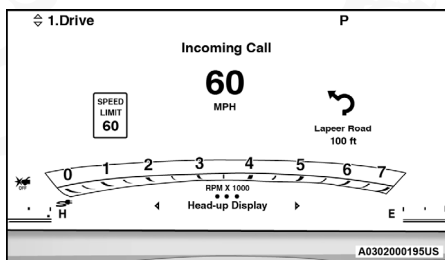 1.Drive
P
Incoming Call
60
MPH
SPEED
LIMIT
60
Lapeer Road
100 ft
0 1 2 3 4 5 6 7
OFF
RPM X 1000
H
Head-up Display
E
A0302000195US